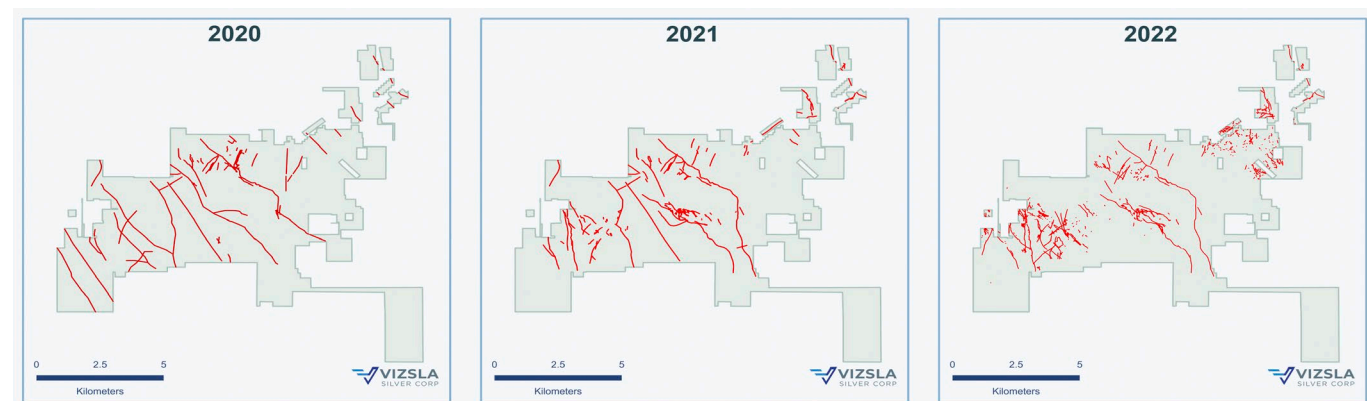 2020
0 2.5 5
Kilometers
VIZSLA
SILVER CORP
2021
0 2.5 5
Kilometers
VIZSLA
SILVER CORP
2022
0 2.5 5
Kilometers
VIZSLA
SILVER CORP